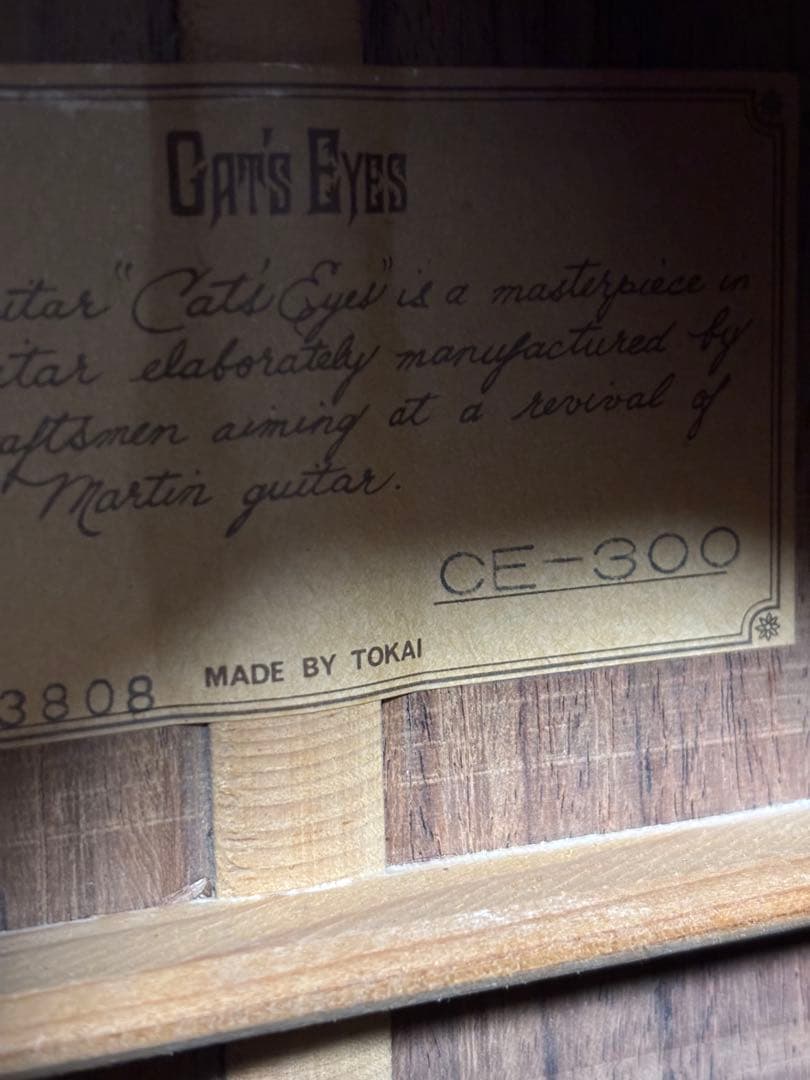 CAT'S EYES
itar "Cat's Eyes" is a masterpiece in
itar elaborately manufactured by
aftsmen aiming at a revival of
Martin guitar.
CE-300
MADE BY TOKAI
3808